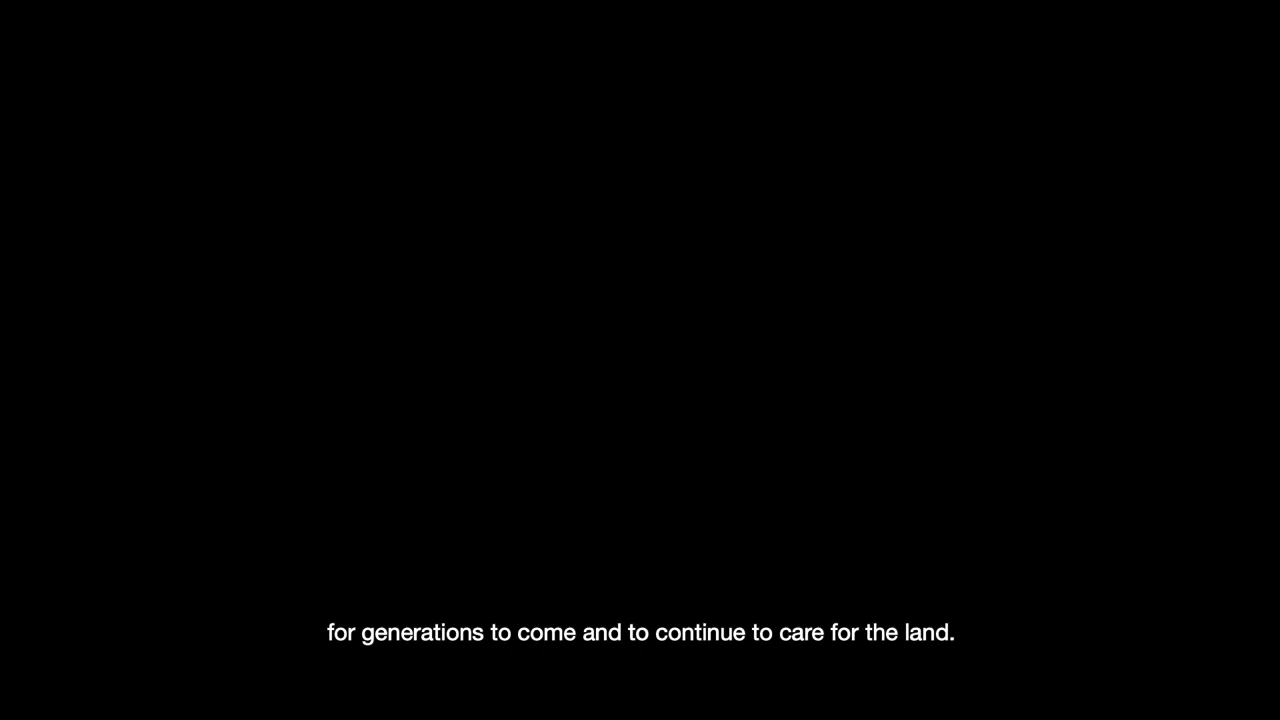 for generations to come and to continue to care for the land.